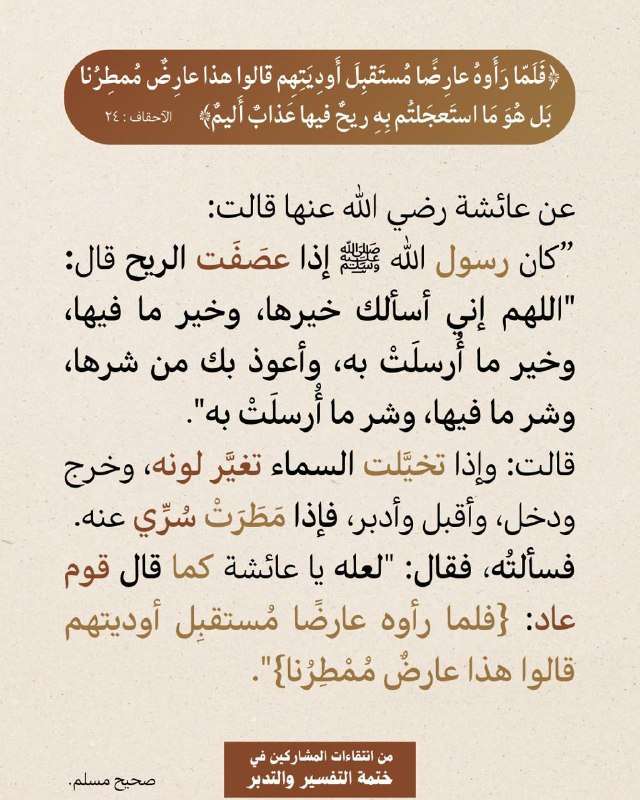 ﴿فَلَمّا رَأَوهُ عارِضًا مُستَقبِلَ أَودِيَتِهِم قالوا هذا عارِضٌ مُمطِرُنا
بَل هُوَ مَا استَعجَلتُم بِهِ ريحٌ فيها عَذابٌ أَليمٌ﴾ الأحقاف : ٢٤
عن عائشة رضي الله عنها قالت:
”كان رسول الله ﷺ إذا عصَفَت الريح قال:
"اللهم إني أسألك خيرها، وخير ما فيها،
وخير ما أُرسلَتْ به، وأعوذ بك من شرها،
وشر ما فيها، وشر ما أُرسلَتْ به".
قالت: وإذا تخيَّلت السماء تغيَّر لونه، وخرج
ودخل، وأقبل وأدبر، فإذا مَطَرَتْ سُرِّي عنه.
فسألتُه، فقال: "لعله يا عائشة كما قال قوم
عاد: {فلما رأوه عارضًا مُستقبِل أوديتهم
قالوا هذا عارضٌ مُمْطِرُنا}".
من انتقاءات المشاركين في
ختمة التفسير والتدبر
صحيح مسلم.